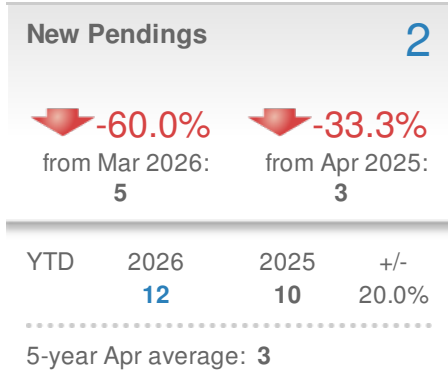 New Pendings 2
-60.0% -33.3%
from Mar 2026: from Apr 2025:
5 3
YTD 2026 2025 +/-
12 10 20.0%
5-year Apr average: 3